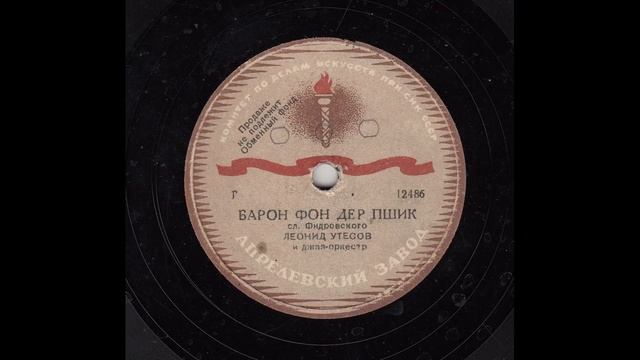 КОМИТЕТ ПО ДЕЛАМ ИСКУССТВ ПРИ СНК СССР
Продаже
не подлежит
Обменный фонд
Г 12486
БАРОН ФОН ДЕР ПШИК
сл. Фидровского
ЛЕОНИД УТЕСОВ
и джаз-оркестр
АПРЕЛЕВСКИЙ ЗАВОД